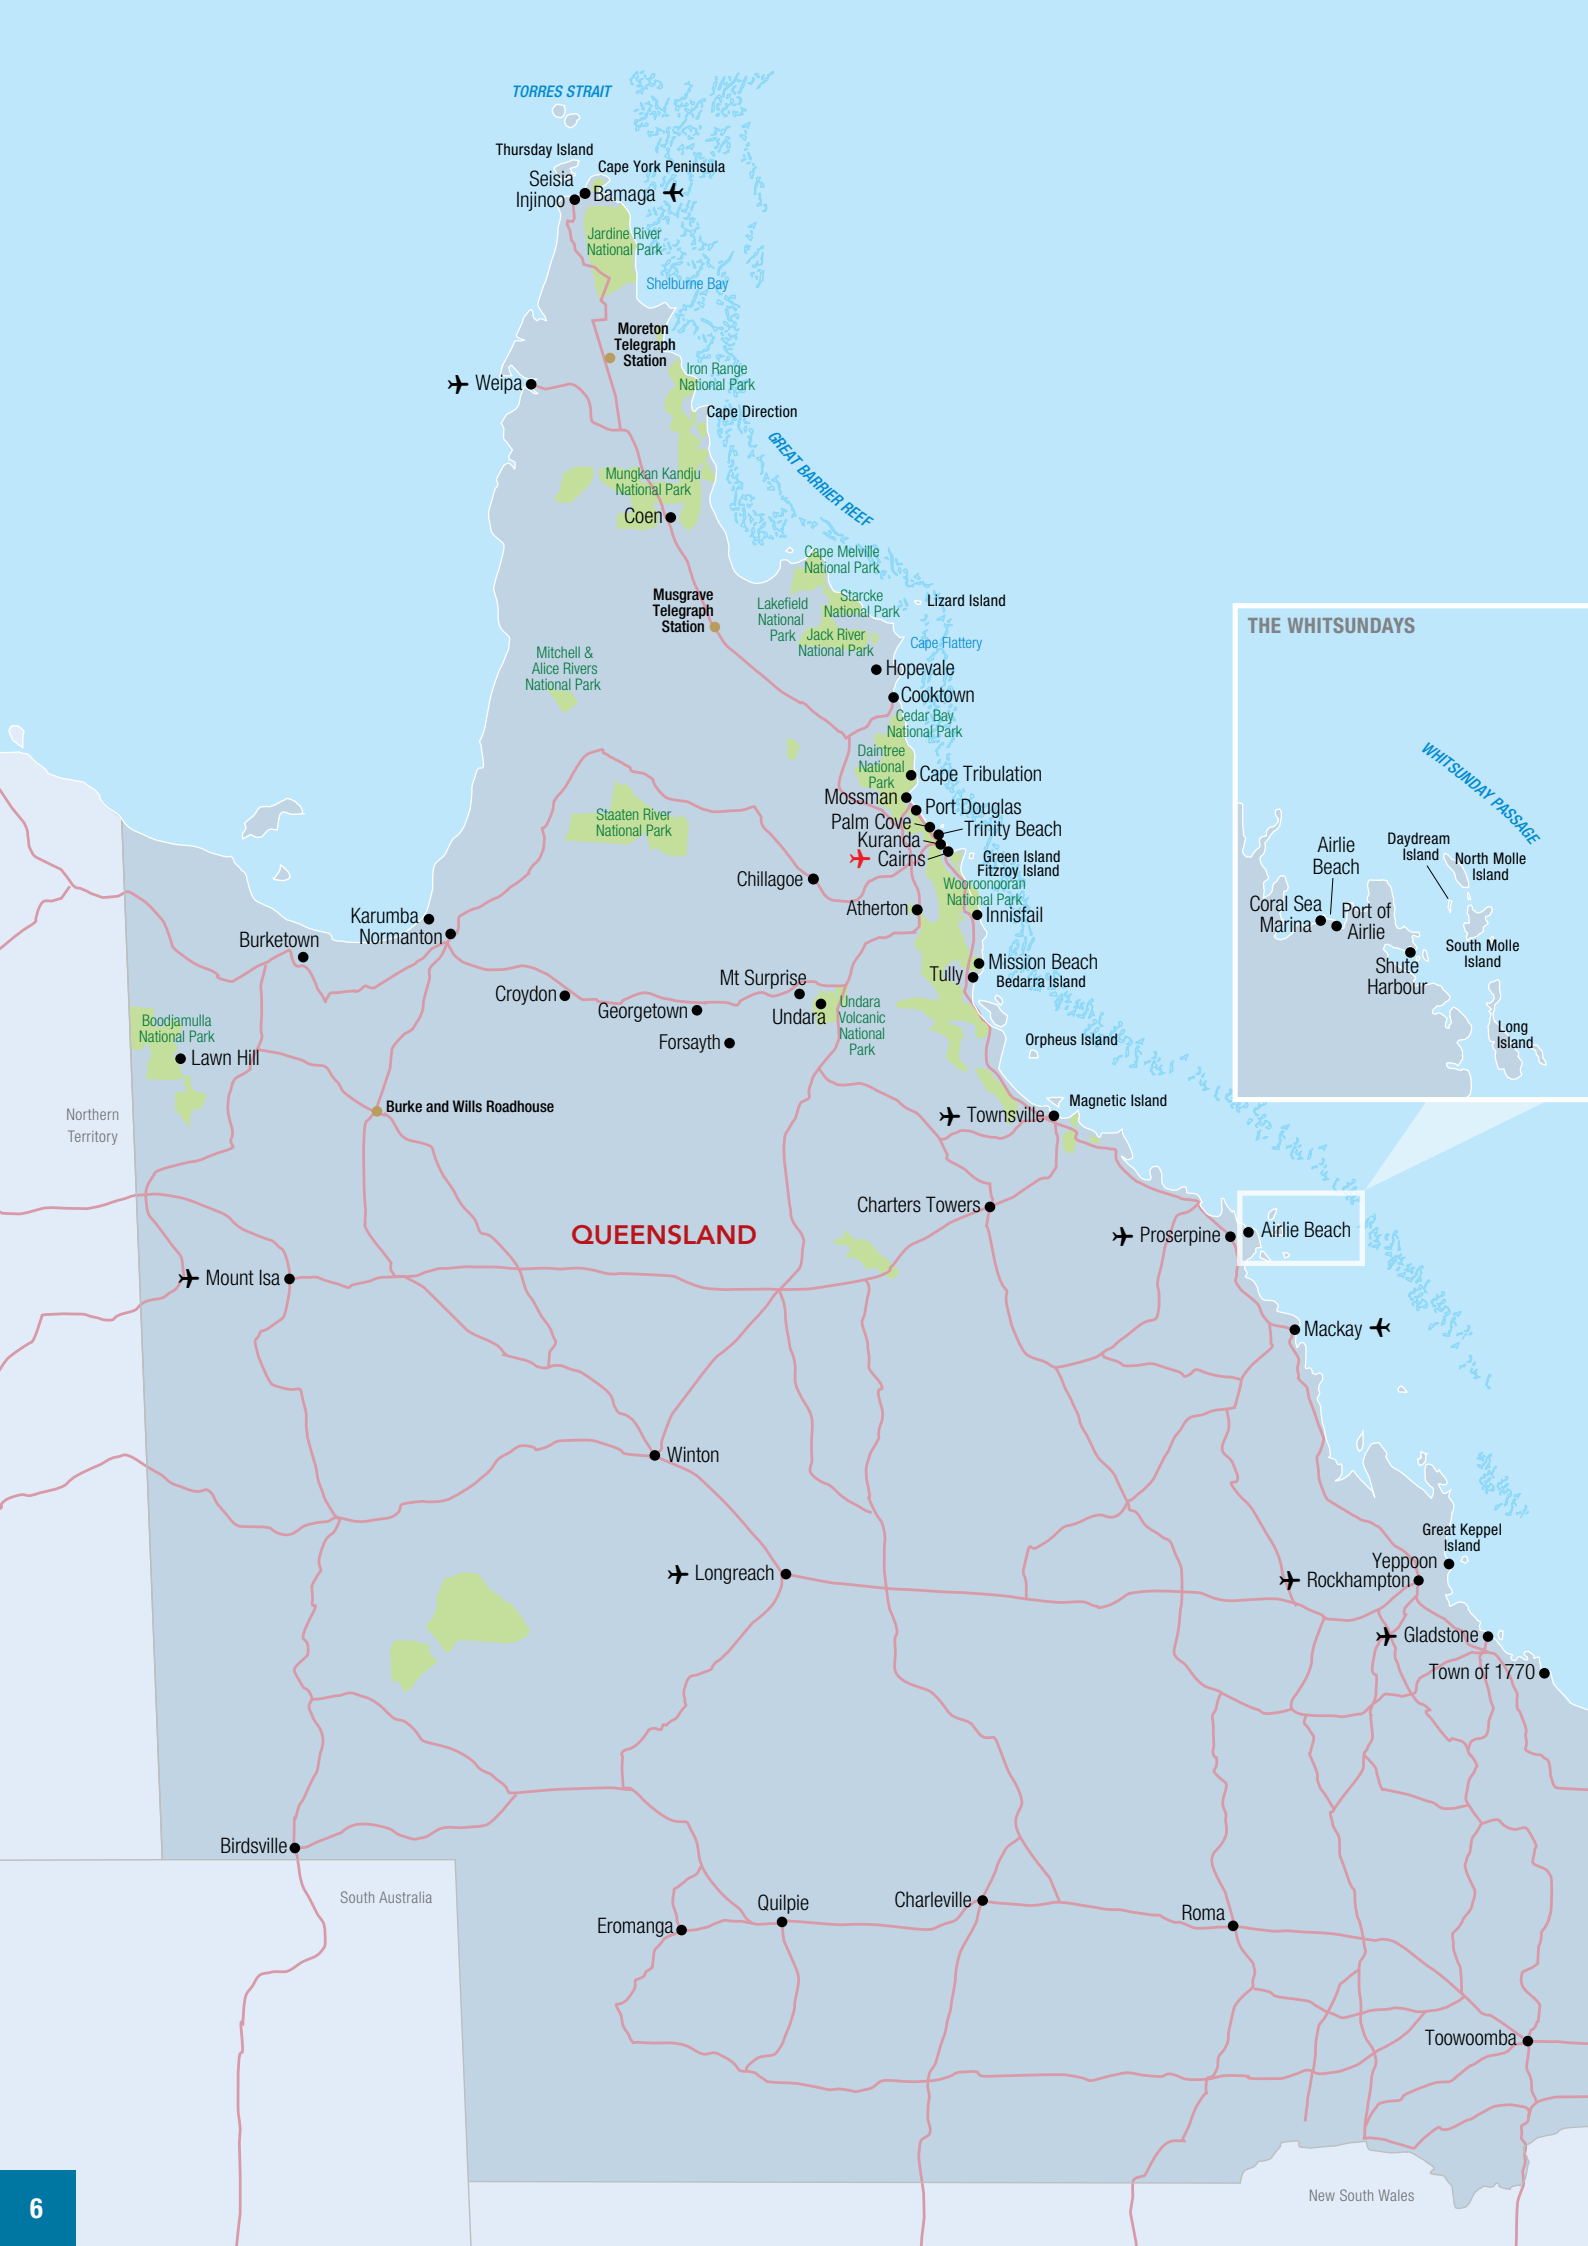 TORRES STRAIT
Thursday Island
Cape York Peninsula
Seisia
Injinoo
Bamaga
Jardine River
National Park
Shelburne Bay
Moreton
Telegraph
Station
Weipa
Iron Range
National Park
Cape Direction
GREAT BARRIER REEF
Mungkan Kandju
National Park
Coen
Cape Melville
National Park
Musgrave
Telegraph
Station
Lakefield
National
Park
Starcke
National Park
Jack River
National Park
Lizard Island
Cape Flattery
Mitchell &
Alice Rivers
National Park
Hopevale
Cooktown
Cedar Bay
National Park
Daintree
National
Park
Cape Tribulation
Mossman
Port Douglas
Palm Cove
Trinity Beach
Kuranda
Cairns
Green Island
Fitzroy Island
Staaten River
National Park
Chillagoe
Wooroonooran
National Park
Atherton
Innisfail
Karumba
Normanton
Burketown
Mission Beach
Tully
Bedarra Island
Mt Surprise
Croydon
Georgetown
Undara
Undara
Volcanic
National
Park
Forsayth
Orpheus Island
Boodjamulla
National Park
Lawn Hill
Burke and Wills Roadhouse
Northern
Territory
Townsville
Magnetic Island
Charters Towers
QUEENSLAND
Proserpine
Airlie Beach
Mount Isa
Mackay
Winton
Great Keppel
Island
Yeppoon
Rockhampton
Longreach
Gladstone
Town of 1770
Birdsville
South Australia
Eromanga
Quilpie
Charleville
Roma
Toowoomba
New South Wales
THE WHITSUNDAYS
WHITSUNDAY PASSAGE
Airlie
Beach
Daydream
Island
North Molle
Island
Coral Sea
Marina
Port of
Airlie
South Molle
Island
Shute
Harbour
Long
Island
6